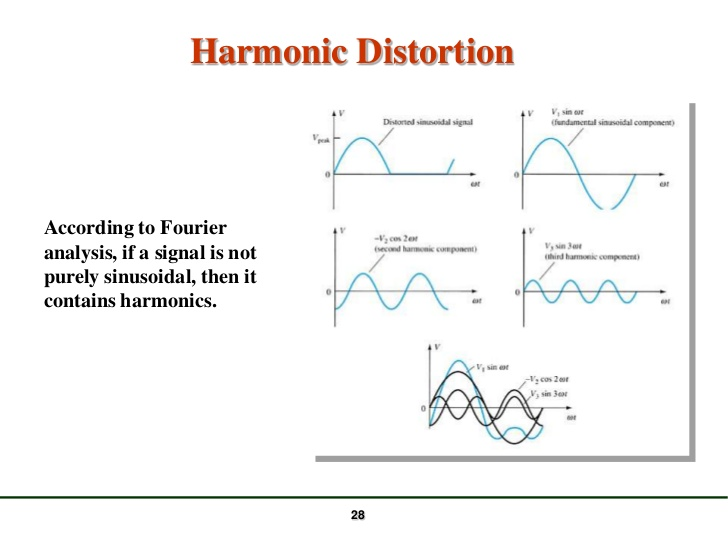 Harmonic Distortion
According to Fourier
analysis, if a signal is not
purely sinusoidal, then it
contains harmonics.
V
Distorted sinusoidal signal
Vpeak
0
ωt
V
V1 sin ωt
(fundamental sinusoidal component)
0
ωt
V
−V2 cos 2ωt
(second harmonic component)
0
ωt
V
V3 sin 3ωt
(third harmonic component)
0
ωt
V
V1 sin ωt
−V2 cos 2ωt
V3 sin 3ωt
0
ωt
28